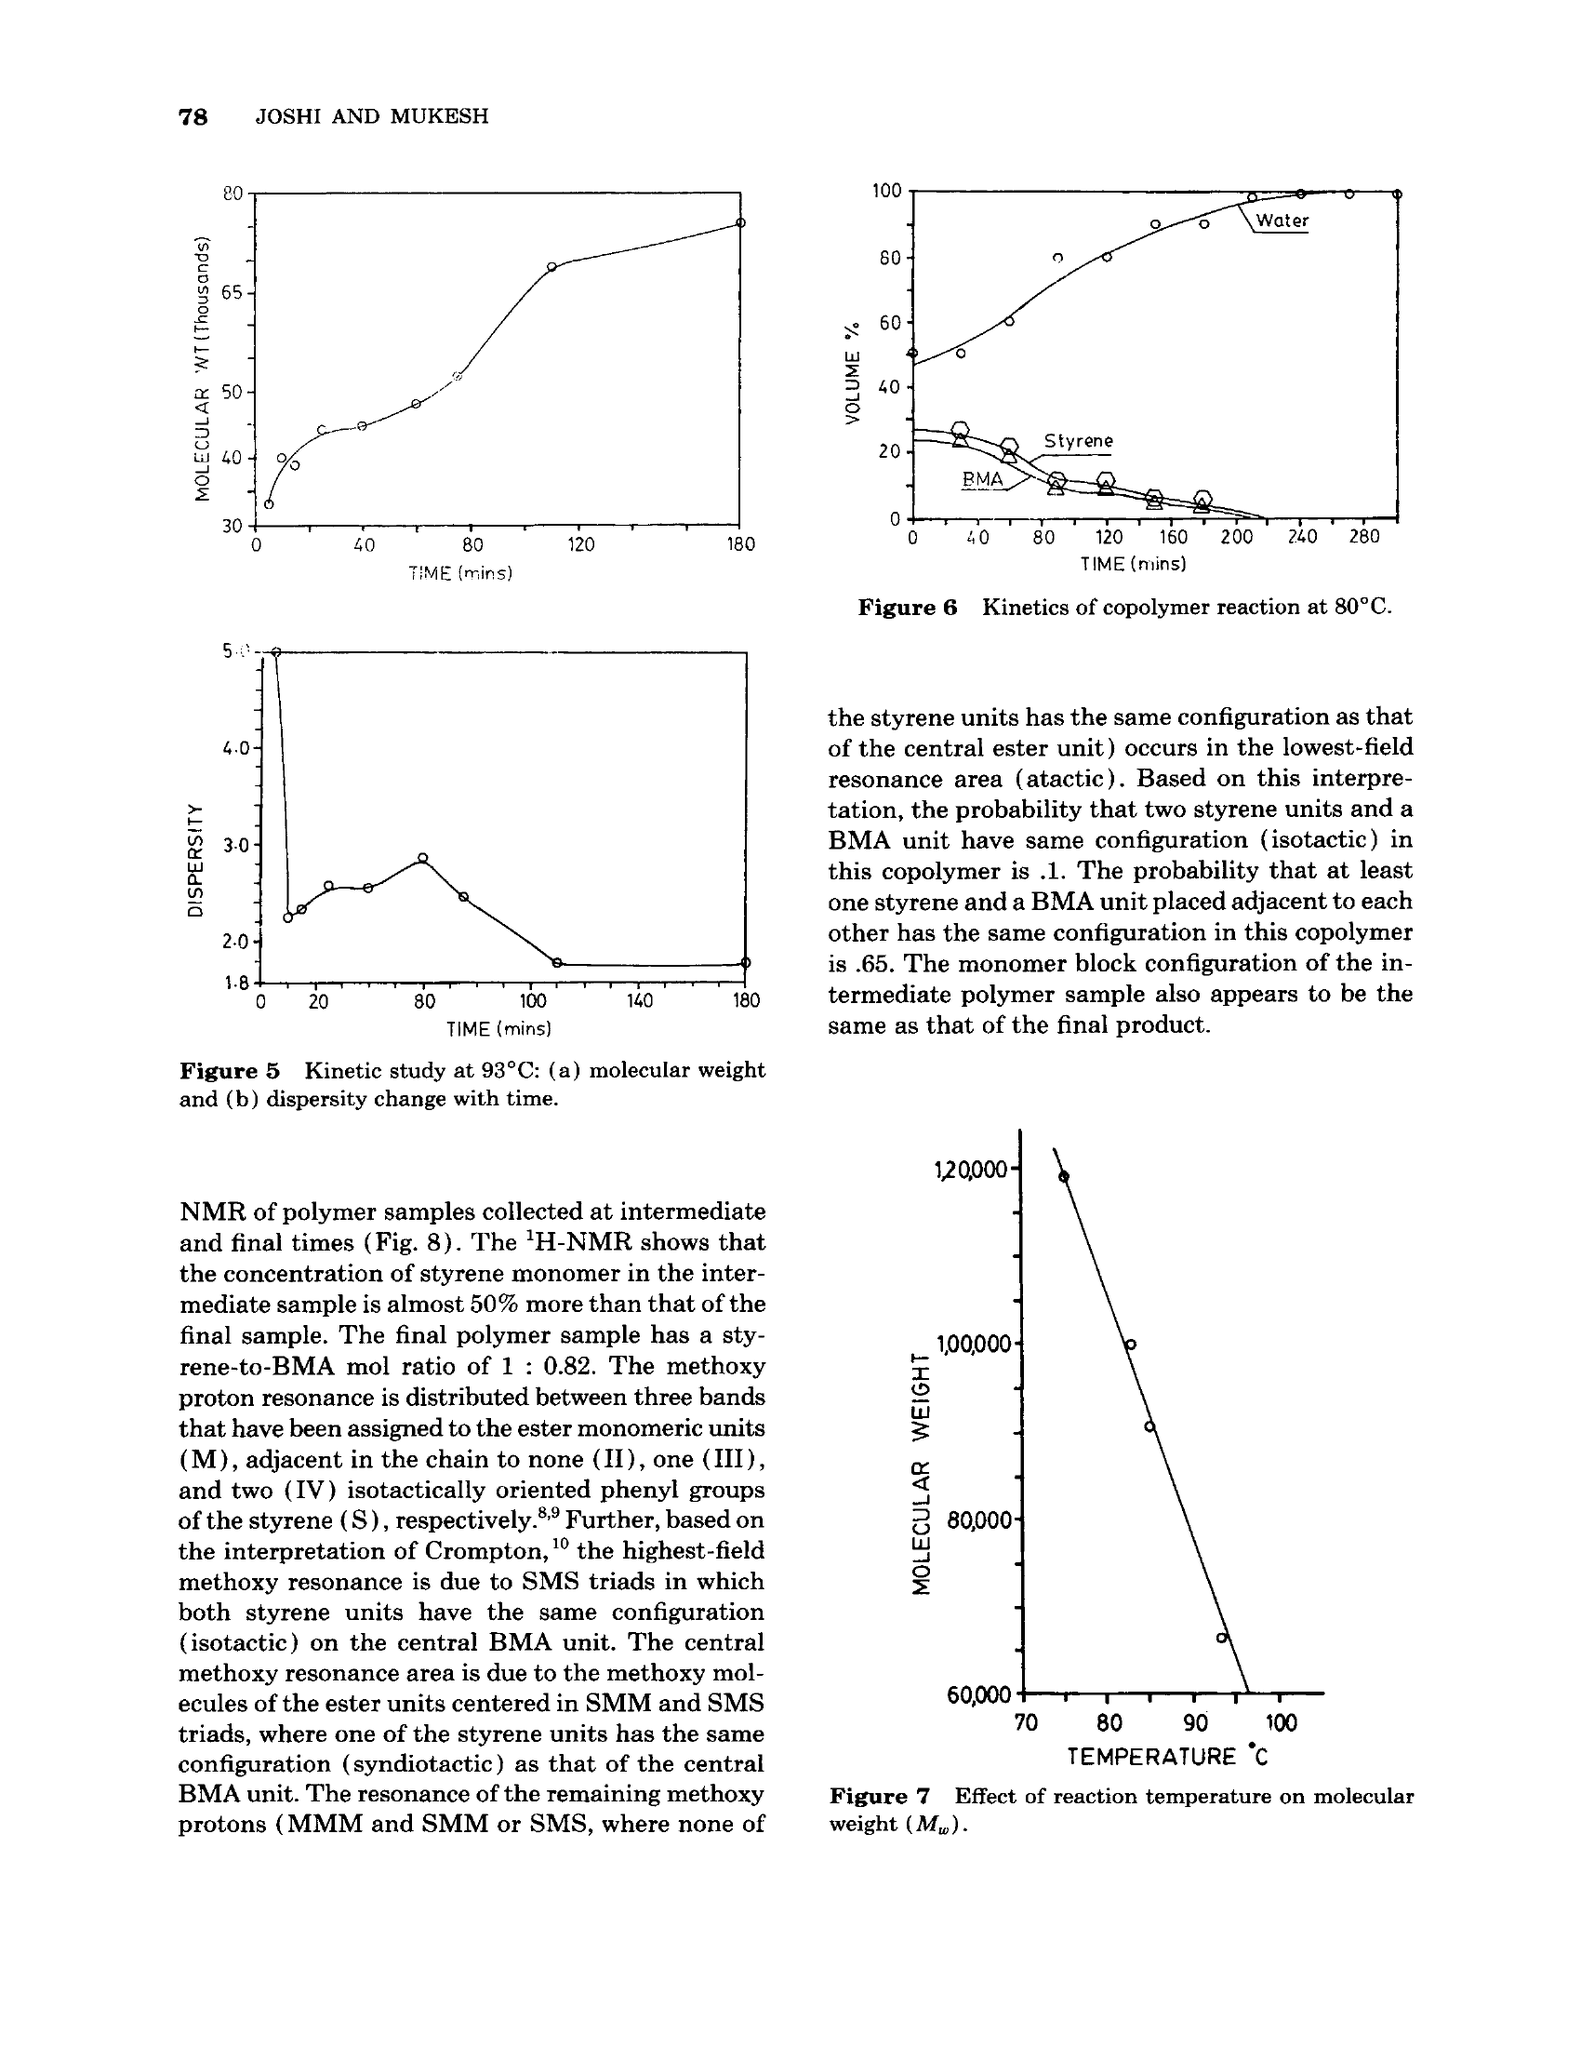 78 JOSHI AND MUKESH
80
65
50
40
30
MOLECULAR WT (Thousands)
0 40 80 120 180
TIME (mins)
5.0
4.0
3.0
2.0
1.8
DISPERSITY
0 20 80 100 140 180
TIME (mins)
Figure 5 Kinetic study at 93°C: (a) molecular weight
and (b) dispersity change with time.
NMR of polymer samples collected at intermediate
and final times (Fig. 8). The ¹H-NMR shows that
the concentration of styrene monomer in the inter-
mediate sample is almost 50% more than that of the
final sample. The final polymer sample has a sty-
rene-to-BMA mol ratio of 1 : 0.82. The methoxy
proton resonance is distributed between three bands
that have been assigned to the ester monomeric units
(M), adjacent in the chain to none (II), one (III),
and two (IV) isotactically oriented phenyl groups
of the styrene (S), respectively.⁸,⁹ Further, based on
the interpretation of Crompton,¹⁰ the highest-field
methoxy resonance is due to SMS triads in which
both styrene units have the same configuration
(isotactic) on the central BMA unit. The central
methoxy resonance area is due to the methoxy mol-
ecules of the ester units centered in SMM and SMS
triads, where one of the styrene units has the same
configuration (syndiotactic) as that of the central
BMA unit. The resonance of the remaining methoxy
protons (MMM and SMM or SMS, where none of
100
80
60
40
20
0
VOLUME %
Water
Styrene
BMA
0 40 80 120 160 200 240 280
TIME (mins)
Figure 6 Kinetics of copolymer reaction at 80°C.
the styrene units has the same configuration as that
of the central ester unit) occurs in the lowest-field
resonance area (atactic). Based on this interpre-
tation, the probability that two styrene units and a
BMA unit have same configuration (isotactic) in
this copolymer is .1. The probability that at least
one styrene and a BMA unit placed adjacent to each
other has the same configuration in this copolymer
is .65. The monomer block configuration of the in-
termediate polymer sample also appears to be the
same as that of the final product.
1,20,000
1,00,000
80,000
60,000
MOLECULAR WEIGHT
70 80 90 100
TEMPERATURE °C
Figure 7 Effect of reaction temperature on molecular
weight (Mw).